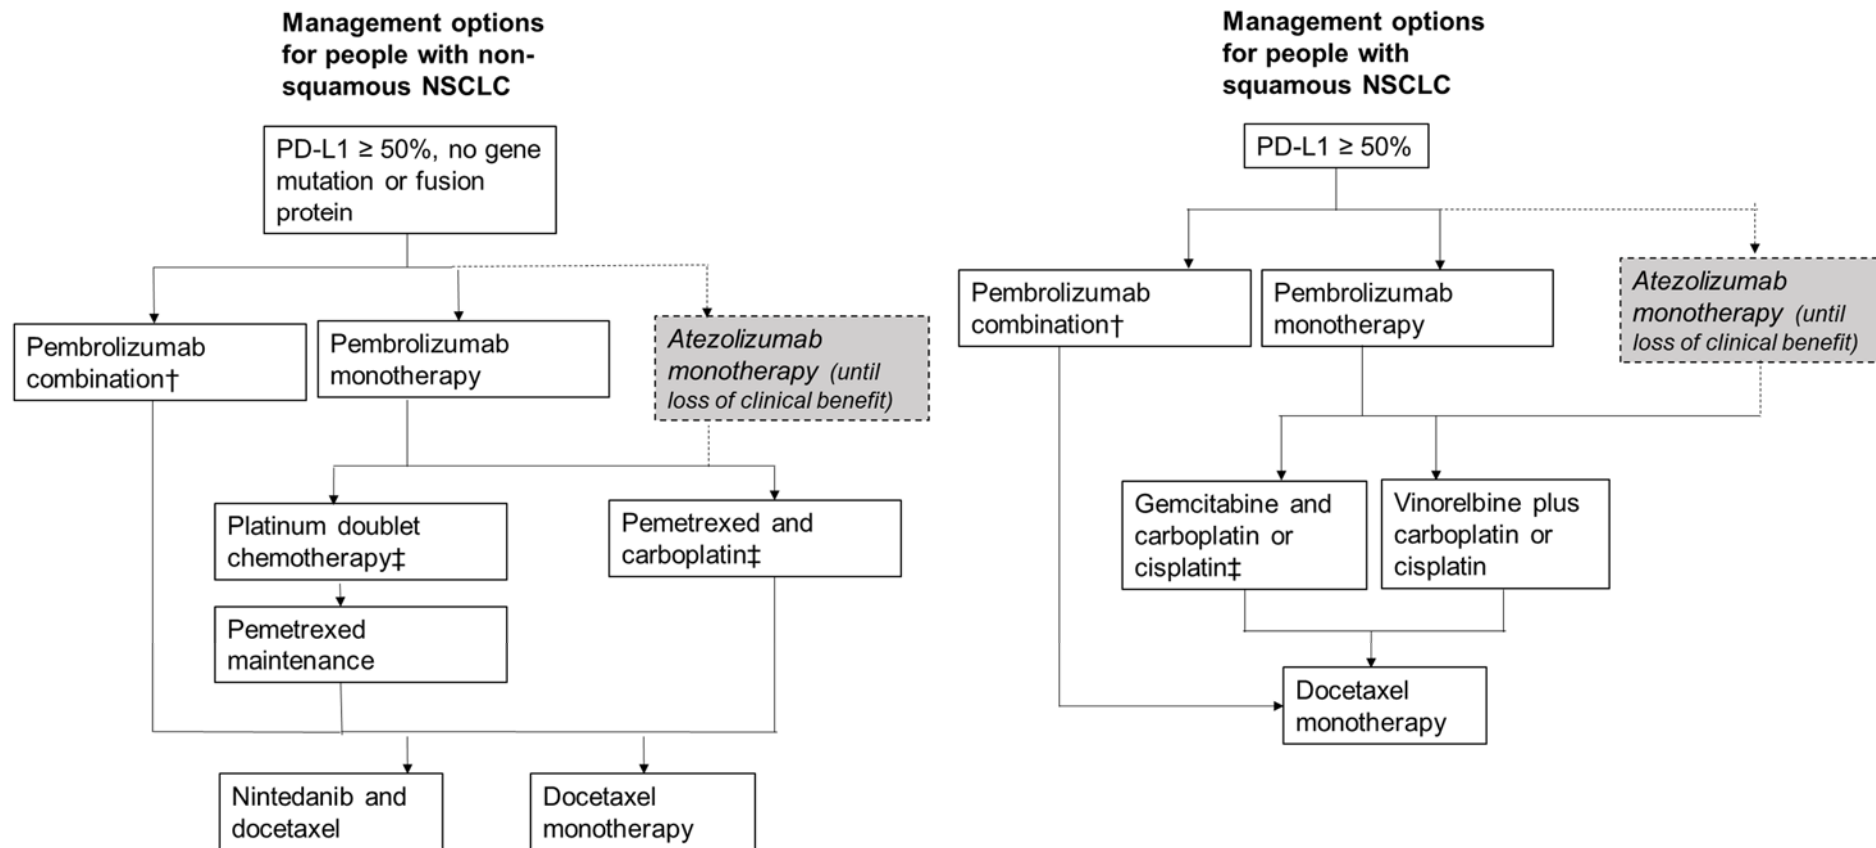 Management options
for people with non-
squamous NSCLC
PD-L1 ≥ 50%, no gene
mutation or fusion
protein
Pembrolizumab
combination†
Pembrolizumab
monotherapy
Atezolizumab
monotherapy (until
loss of clinical benefit)
Platinum doublet
chemotherapy‡
Pemetrexed and
carboplatin‡
Pemetrexed
maintenance
Nintedanib and
docetaxel
Docetaxel
monotherapy
Management options
for people with
squamous NSCLC
PD-L1 ≥ 50%
Pembrolizumab
combination†
Pembrolizumab
monotherapy
Atezolizumab
monotherapy (until
loss of clinical benefit)
Gemcitabine and
carboplatin or
cisplatin‡
Vinorelbine plus
carboplatin or
cisplatin
Docetaxel
monotherapy